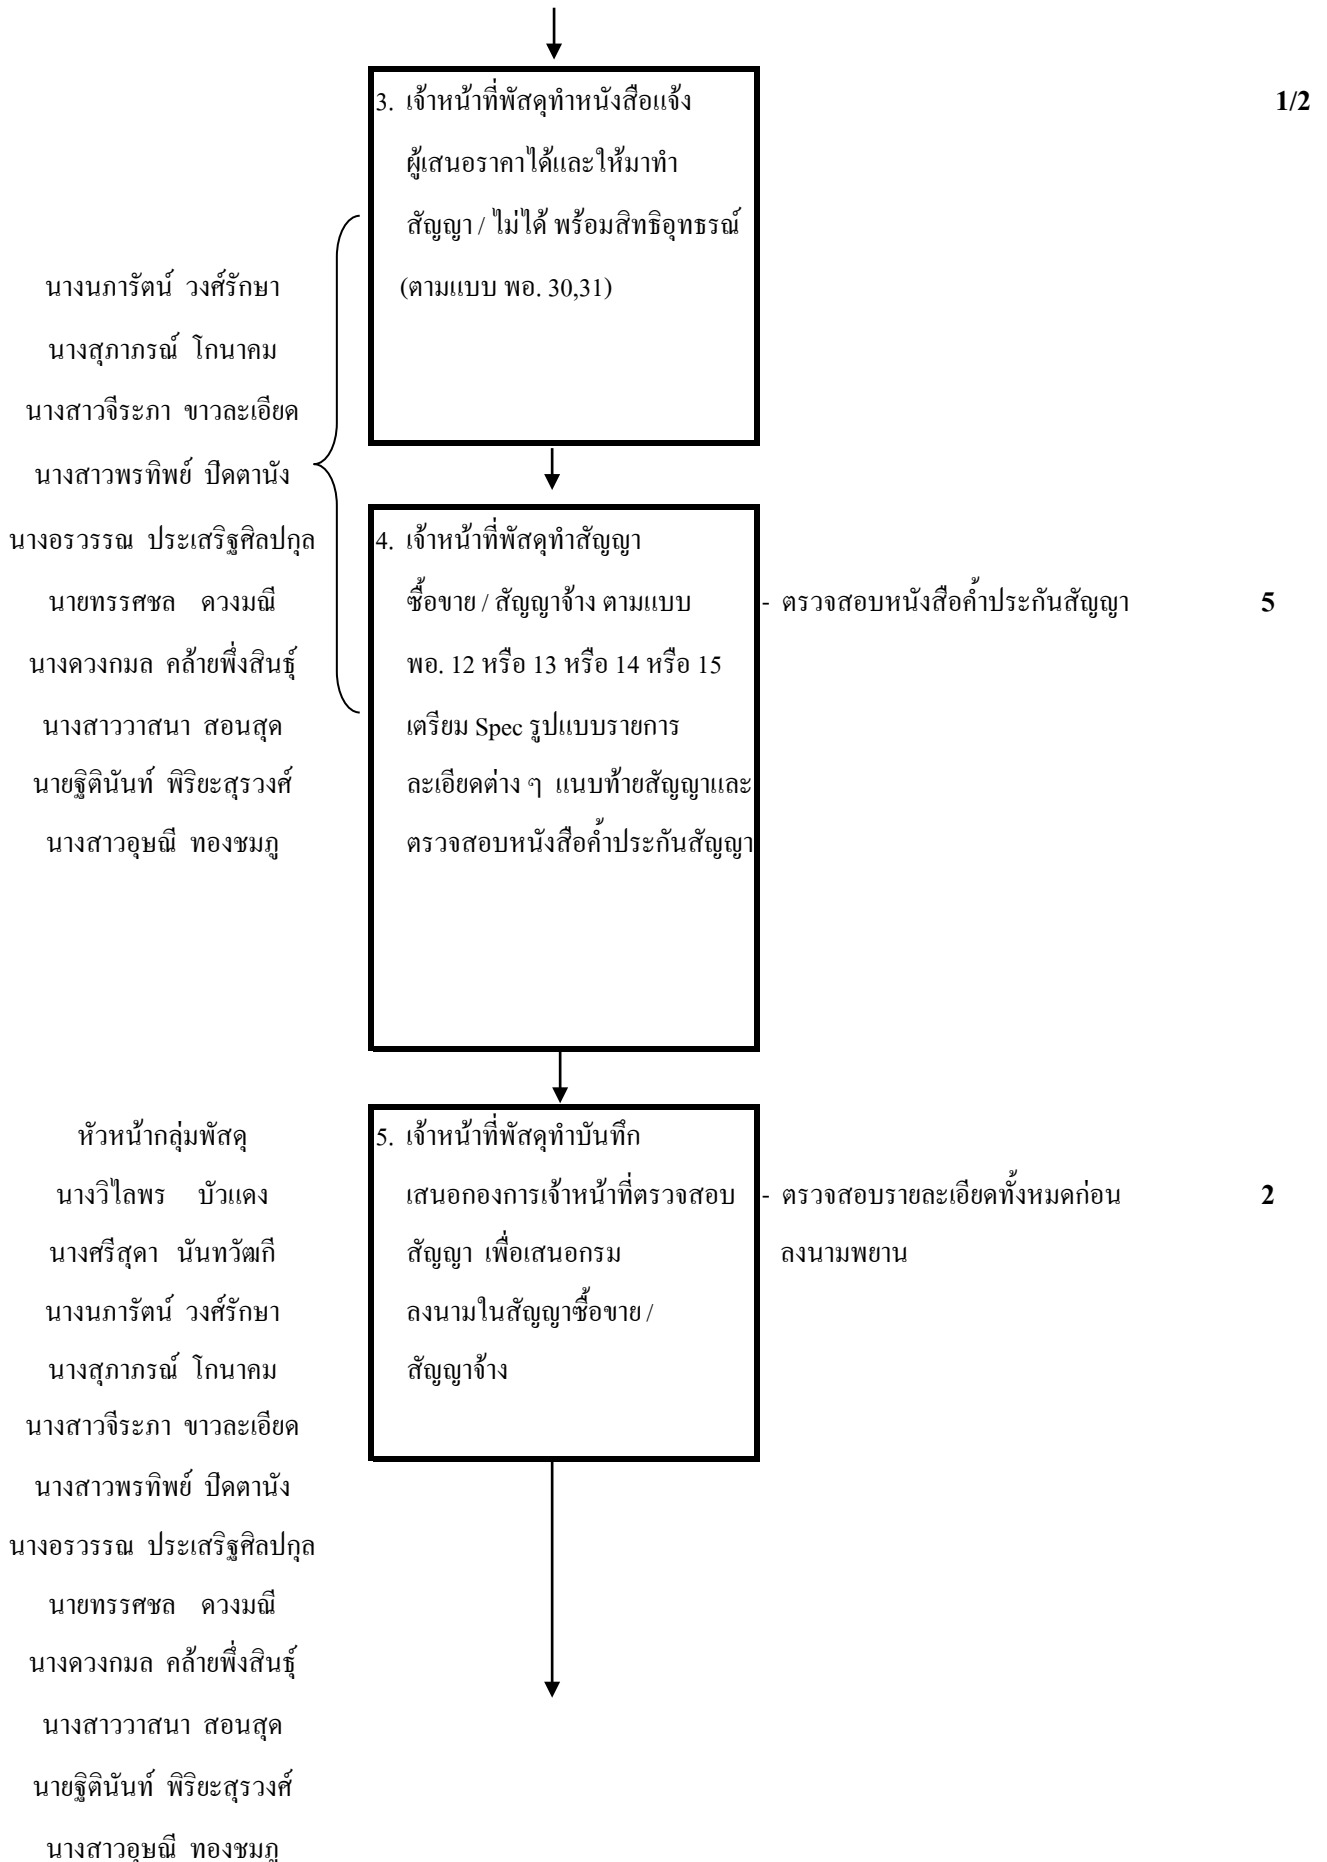 3. เจ้าหน้าที่พัสดุทำหนังสือแจ้ง 1/2
ผู้เสนอราคาได้และให้มาทำ
สัญญา / ไม่ได้ พร้อมสิทธิอุทธรณ์
นางนภารัตน์ วงศ์รักษา (ตามแบบ พอ. 30,31)
นางสุภาภรณ์ โกนาคม
นางสาวจีระภา ขาวละเอียด
นางสาวพรทิพย์ ปีดตานัง
นางอรวรรณ ประเสริฐศิลปกุล 4. เจ้าหน้าที่พัสดุทำสัญญา
นายทรรศชล ดวงมณี ซื้อขาย / สัญญาจ้าง ตามแบบ - ตรวจสอบหนังสือค้ำประกันสัญญา 5
นางดวงกมล คล้ายพึ่งสินธุ์ พอ. 12 หรือ 13 หรือ 14 หรือ 15
นางสาววาสนา สอนสุด เตรียม Spec รูปแบบรายการ
นายฐิตินันท์ พิริยะสุรวงศ์ ละเอียดต่าง ๆ แนบท้ายสัญญาและ
นางสาวอุษณี ทองชมภู ตรวจสอบหนังสือค้ำประกันสัญญา
หัวหน้ากลุ่มพัสดุ 5. เจ้าหน้าที่พัสดุทำบันทึก
นางวิไลพร บัวแดง เสนอกองการเจ้าหน้าที่ตรวจสอบ - ตรวจสอบรายละเอียดทั้งหมดก่อน 2
นางศรีสุดา นันทวัฒกี สัญญา เพื่อเสนอกรม ลงนามพยาน
นางนภารัตน์ วงศ์รักษา ลงนามในสัญญาซื้อขาย /
นางสุภาภรณ์ โกนาคม สัญญาจ้าง
นางสาวจีระภา ขาวละเอียด
นางสาวพรทิพย์ ปีดตานัง
นางอรวรรณ ประเสริฐศิลปกุล
นายทรรศชล ดวงมณี
นางดวงกมล คล้ายพึ่งสินธุ์
นางสาววาสนา สอนสุด
นายฐิตินันท์ พิริยะสุรวงศ์
นางสาวอุษณี ทองชมภู